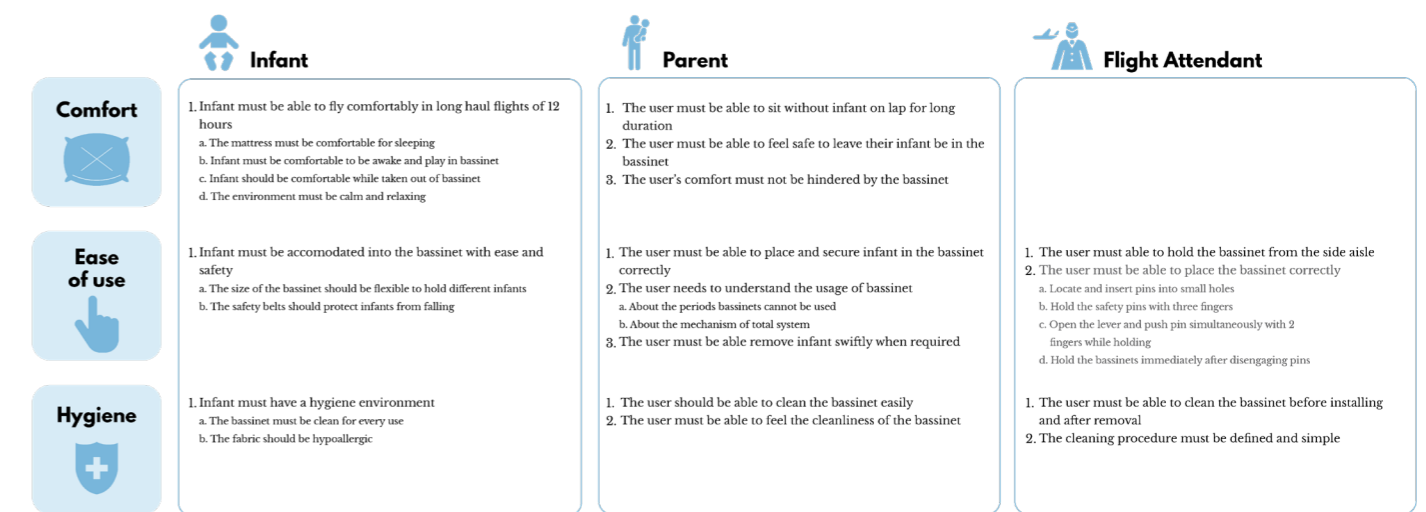 Infant
Parent
Flight Attendant
Comfort
1. Infant must be able to fly comfortably in long haul flights of 12
hours
a. The mattress must be comfortable for sleeping
b. Infant must be comfortable to be awake and play in bassinet
c. Infant should be comfortable while taken out of bassinet
d. The environment must be calm and relaxing
1. The user must be able to sit without infant on lap for long
duration
2. The user must be able to feel safe to leave their infant be in the
bassinet
3. The user's comfort must not be hindered by the bassinet
Ease
of use
1. Infant must be accomodated into the bassinet with ease and
safety
a. The size of the bassinet should be flexible to hold different infants
b. The safety belts should protect infants from falling
1. The user must be able to place and secure infant in the bassinet
correctly
2. The user needs to understand the usage of bassinet
a. About the periods bassinets cannot be used
b. About the mechanism of total system
3. The user must be able remove infant swiftly when required
1. The user must able to hold the bassinet from the side aisle
2. The user must be able to place the bassinet correctly
a. Locate and insert pins into small holes
b. Hold the safety pins with three fingers
c. Open the lever and push pin simultaneously with 2
fingers while holding
d. Hold the bassinets immediately after disengaging pins
Hygiene
1. Infant must have a hygiene environment
a. The bassinet must be clean for every use
b. The fabric should be hypoallergic
1. The user should be able to clean the bassinet easily
2. The user must be able to feel the cleanliness of the bassinet
1. The user must be able to clean the bassinet before installing
and after removal
2. The cleaning procedure must be defined and simple